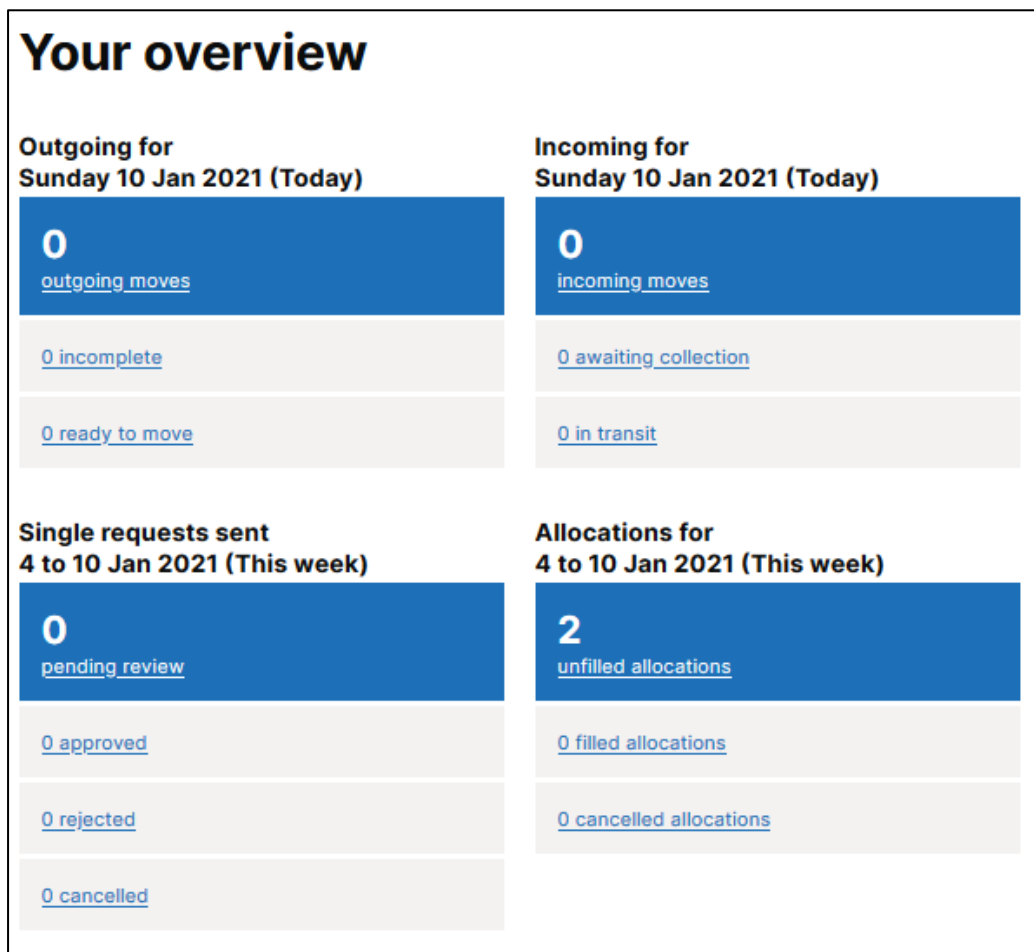 Your overview
Outgoing for
Sunday 10 Jan 2021 (Today)
0
outgoing moves
0 incomplete
0 ready to move
Incoming for
Sunday 10 Jan 2021 (Today)
0
incoming moves
0 awaiting collection
0 in transit
Single requests sent
4 to 10 Jan 2021 (This week)
0
pending review
0 approved
0 rejected
0 cancelled
Allocations for
4 to 10 Jan 2021 (This week)
2
unfilled allocations
0 filled allocations
0 cancelled allocations